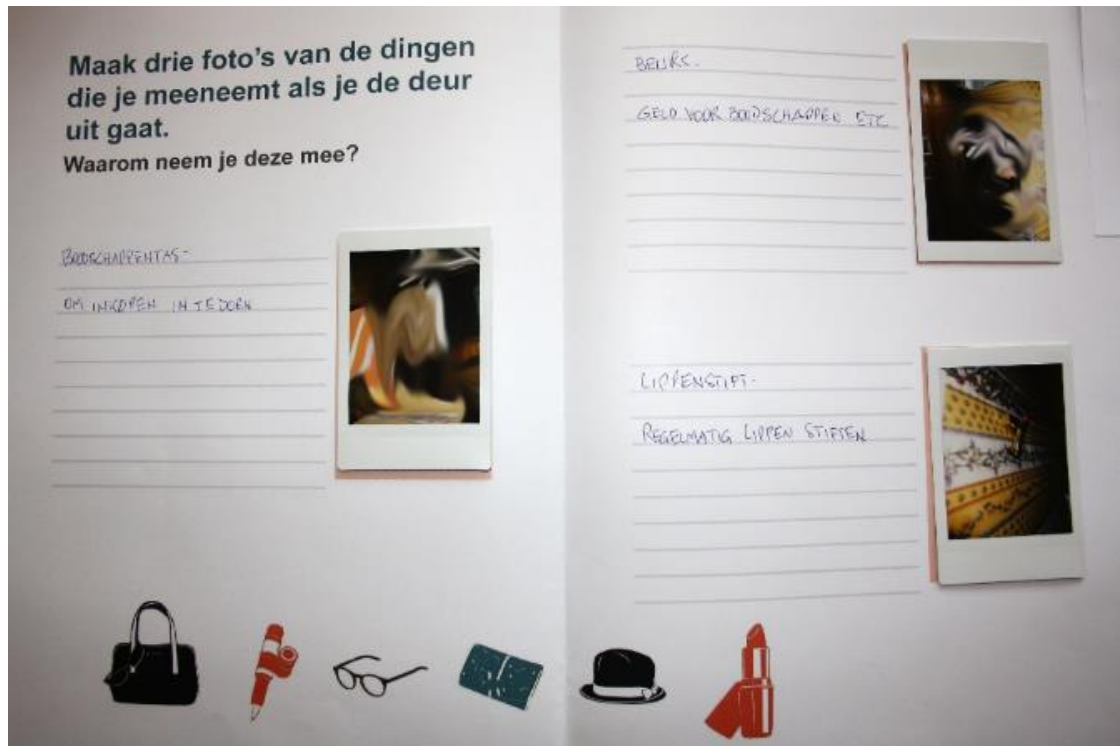 Maak drie foto's van de dingen
die je meeneemt als je de deur
uit gaat.
Waarom neem je deze mee?
BOODSCHAPPENTAS-
OM INKOPEN IN TE DOEN
BEURS.
GELD VOOR BOODSCHAPPEN ETC
LIPPENSTIFT.
REGELMATIG LIPPEN STIFTEN